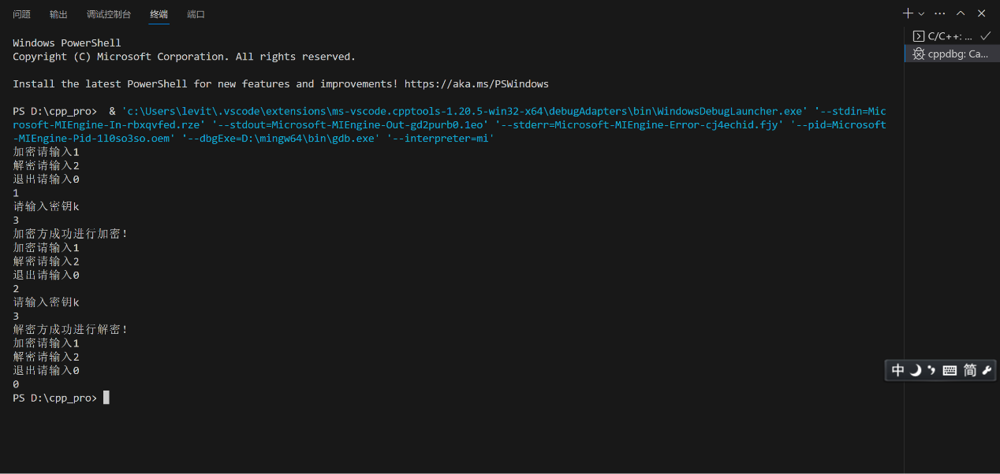 问题 输出 调试控制台 终端 端口
Windows PowerShell
Copyright (C) Microsoft Corporation. All rights reserved.
Install the latest PowerShell for new features and improvements! https://aka.ms/PSWindows
PS D:\cpp_pro>  & 'c:\Users\levit\.vscode\extensions\ms-vscode.cpptools-1.20.5-win32-x64\debugAdapters\bin\WindowsDebugLauncher.exe' '--stdin=Mic
rosoft-MIEngine-In-rbxqvfed.rze' '--stdout=Microsoft-MIEngine-Out-gd2purb0.1eo' '--stderr=Microsoft-MIEngine-Error-cj4echid.fjy' '--pid=Microsoft
-MIEngine-Pid-1l0so3so.oem' '--dbgExe=D:\mingw64\bin\gdb.exe' '--interpreter=mi'
加密请输入1
解密请输入2
退出请输入0
1
请输入密钥k
3
加密方成功进行加密!
加密请输入1
解密请输入2
退出请输入0
2
请输入密钥k
3
解密方成功进行解密!
加密请输入1
解密请输入2
退出请输入0
0
PS D:\cpp_pro>
C/C++: ...
cppdbg: Ca...
中 简